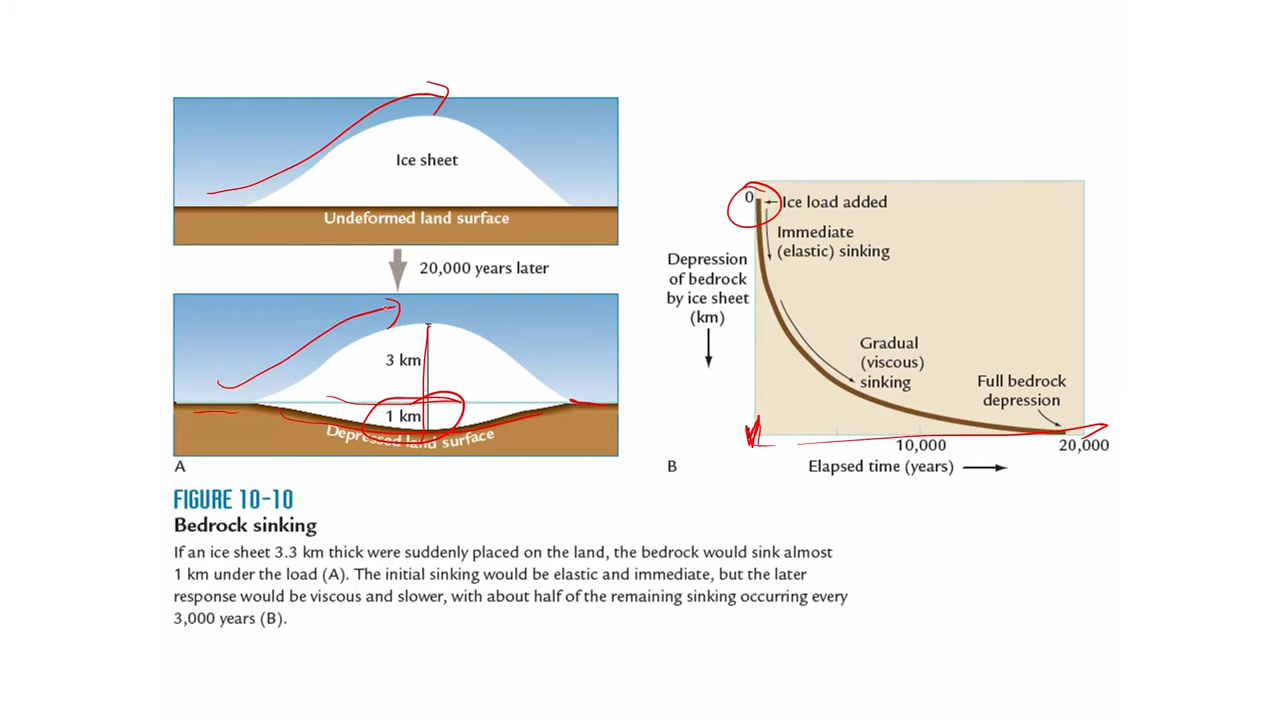 Ice sheet
Undeformed land surface
20,000 years later
3 km
1 km
Depressed land surface
A
0
Ice load added
Immediate
(elastic) sinking
Depression
of bedrock
by ice sheet
(km)
Gradual
(viscous)
sinking
Full bedrock
depression
10,000
20,000
Elapsed time (years)
B
FIGURE 10-10
Bedrock sinking
If an ice sheet 3.3 km thick were suddenly placed on the land, the bedrock would sink almost
1 km under the load (A). The initial sinking would be elastic and immediate, but the later
response would be viscous and slower, with about half of the remaining sinking occurring every
3,000 years (B).